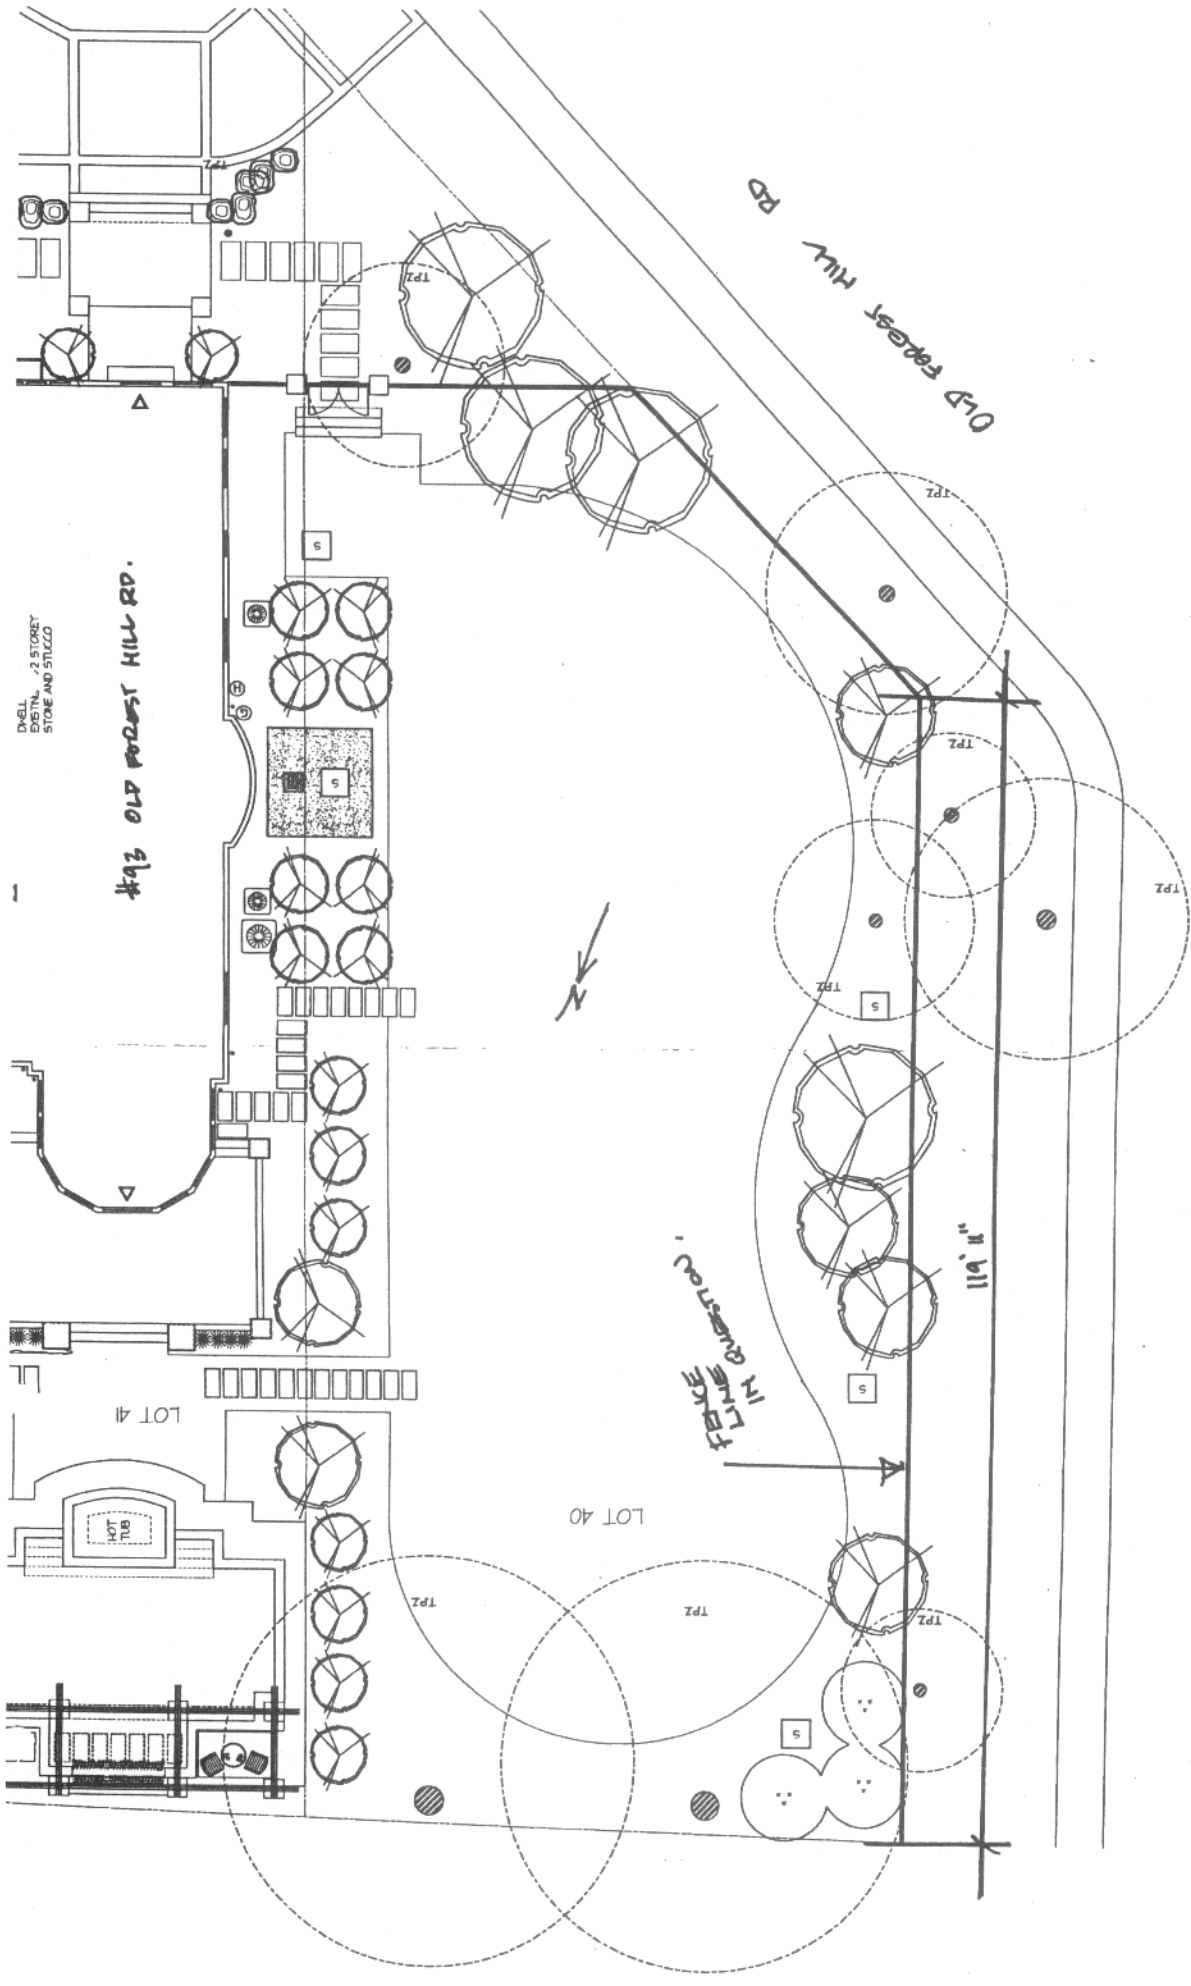 TPZ
OLD FOREST HILL RD
TPZ
TPZ
S
DWELL
EXISTING /2 STOREY
STONE AND STUCCO
#93 OLD FOREST HILL RD.
H
G
S
TPZ
TPZ
N
TPZ
S
119' 11"
FENCE
LINE
IN QUESTION
S
LOT 41
LOT 40
HOT
TUB
TPZ
TPZ
TPZ
S